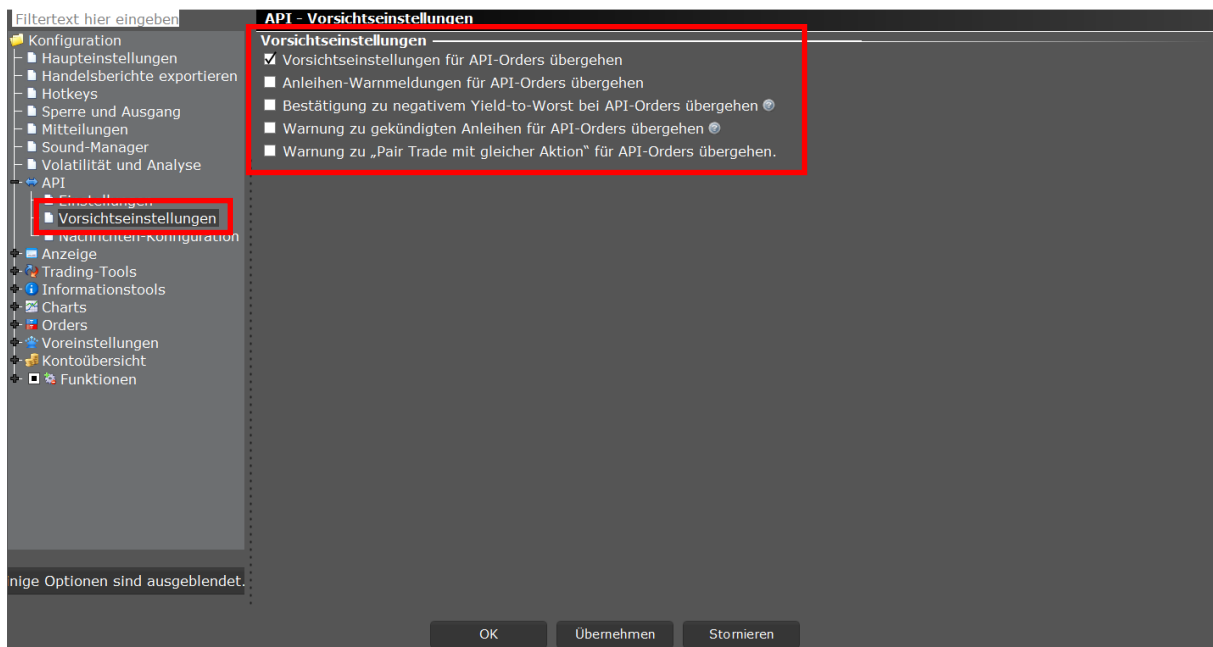 Filtertext hier eingeben
API - Vorsichtseinstellungen
Konfiguration
Haupteinstellungen
Handelsberichte exportieren
Hotkeys
Sperre und Ausgang
Mitteilungen
Sound-Manager
Volatilität und Analyse
API
Einstellungen
Vorsichtseinstellungen
Nachrichten-Konfiguration
Anzeige
Trading-Tools
Informationstools
Charts
Orders
Voreinstellungen
Kontoübersicht
Funktionen
nige Optionen sind ausgeblendet.
Vorsichtseinstellungen
Vorsichtseinstellungen für API-Orders übergehen
Anleihen-Warnmeldungen für API-Orders übergehen
Bestätigung zu negativem Yield-to-Worst bei API-Orders übergehen
Warnung zu gekündigten Anleihen für API-Orders übergehen
Warnung zu „Pair Trade mit gleicher Aktion“ für API-Orders übergehen.
OK
Übernehmen
Stornieren